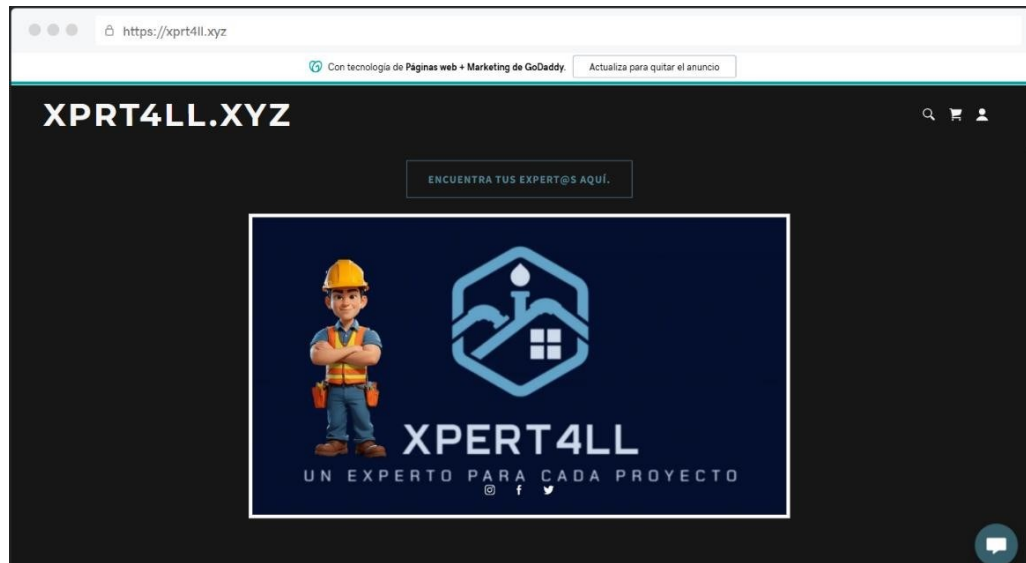 https://xprt4ll.xyz
Con tecnología de Páginas web + Marketing de GoDaddy. Actualiza para quitar el anuncio
XPRT4LL.XYZ
ENCUENTRA TUS EXPERT@S AQUÍ.
XPERT4LL
UN EXPERTO PARA CADA PROYECTO